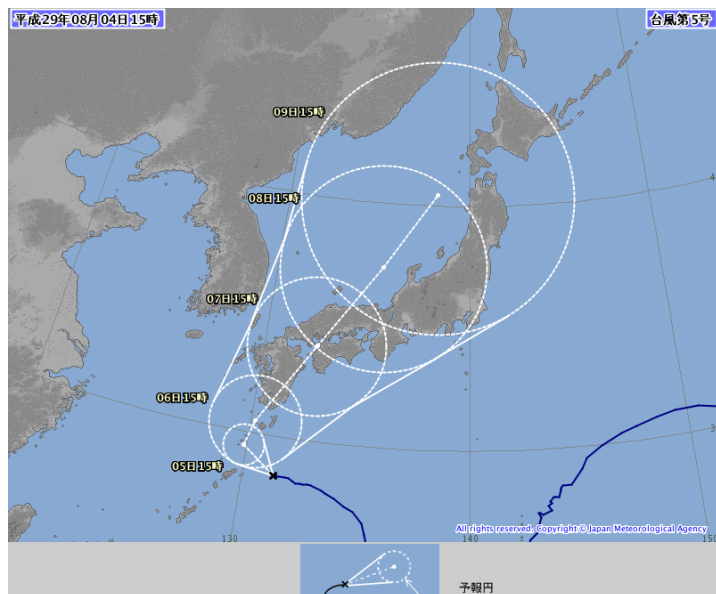 平成29年08月04日15時
台風第5号
09日15時
08日15時
07日15時
06日15時
05日15時
4
3
130
140
150
All rights reserved. Copyright © Japan Meteorological Agency
予報円